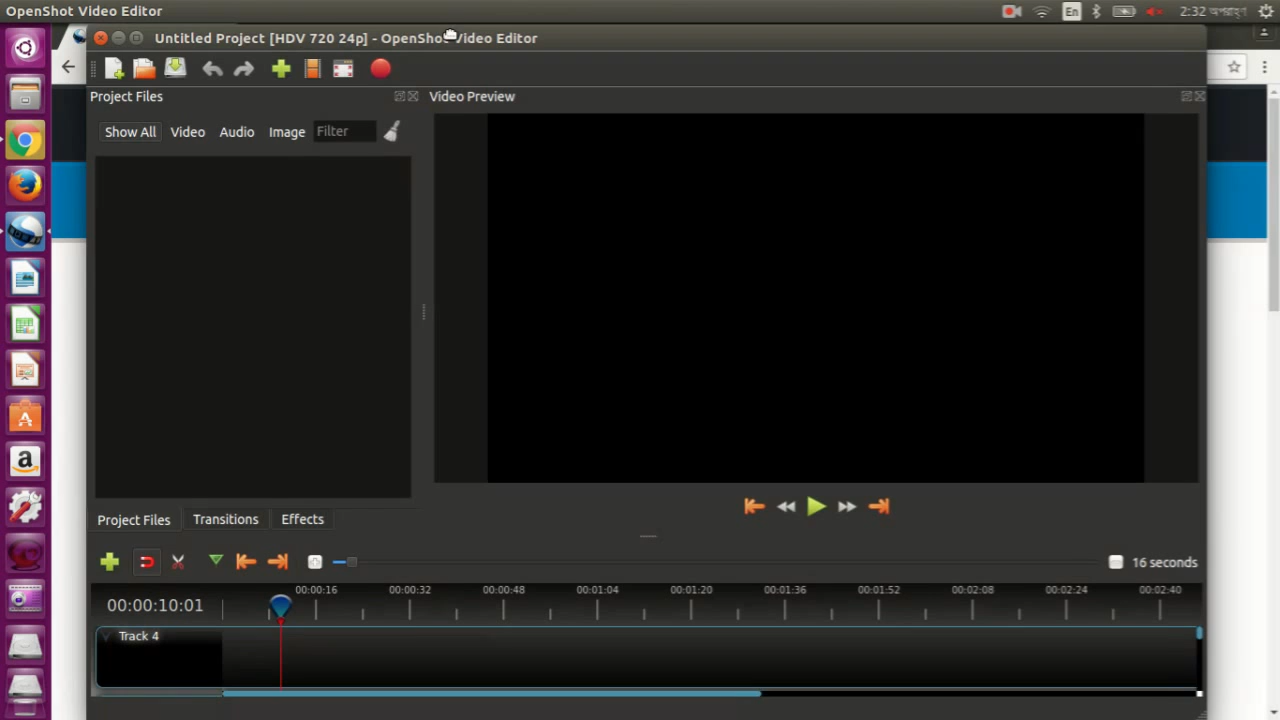 OpenShot Video Editor
En
2:32 অপরাহ্ণ
Untitled Project [HDV 720 24p] - OpenShot Video Editor
Project Files
Video Preview
Show All
Video
Audio
Image
Filter
Project Files
Transitions
Effects
16 seconds
00:00:10:01
00:00:16
00:00:32
00:00:48
00:01:04
00:01:20
00:01:36
00:01:52
00:02:08
00:02:24
00:02:40
Track 4